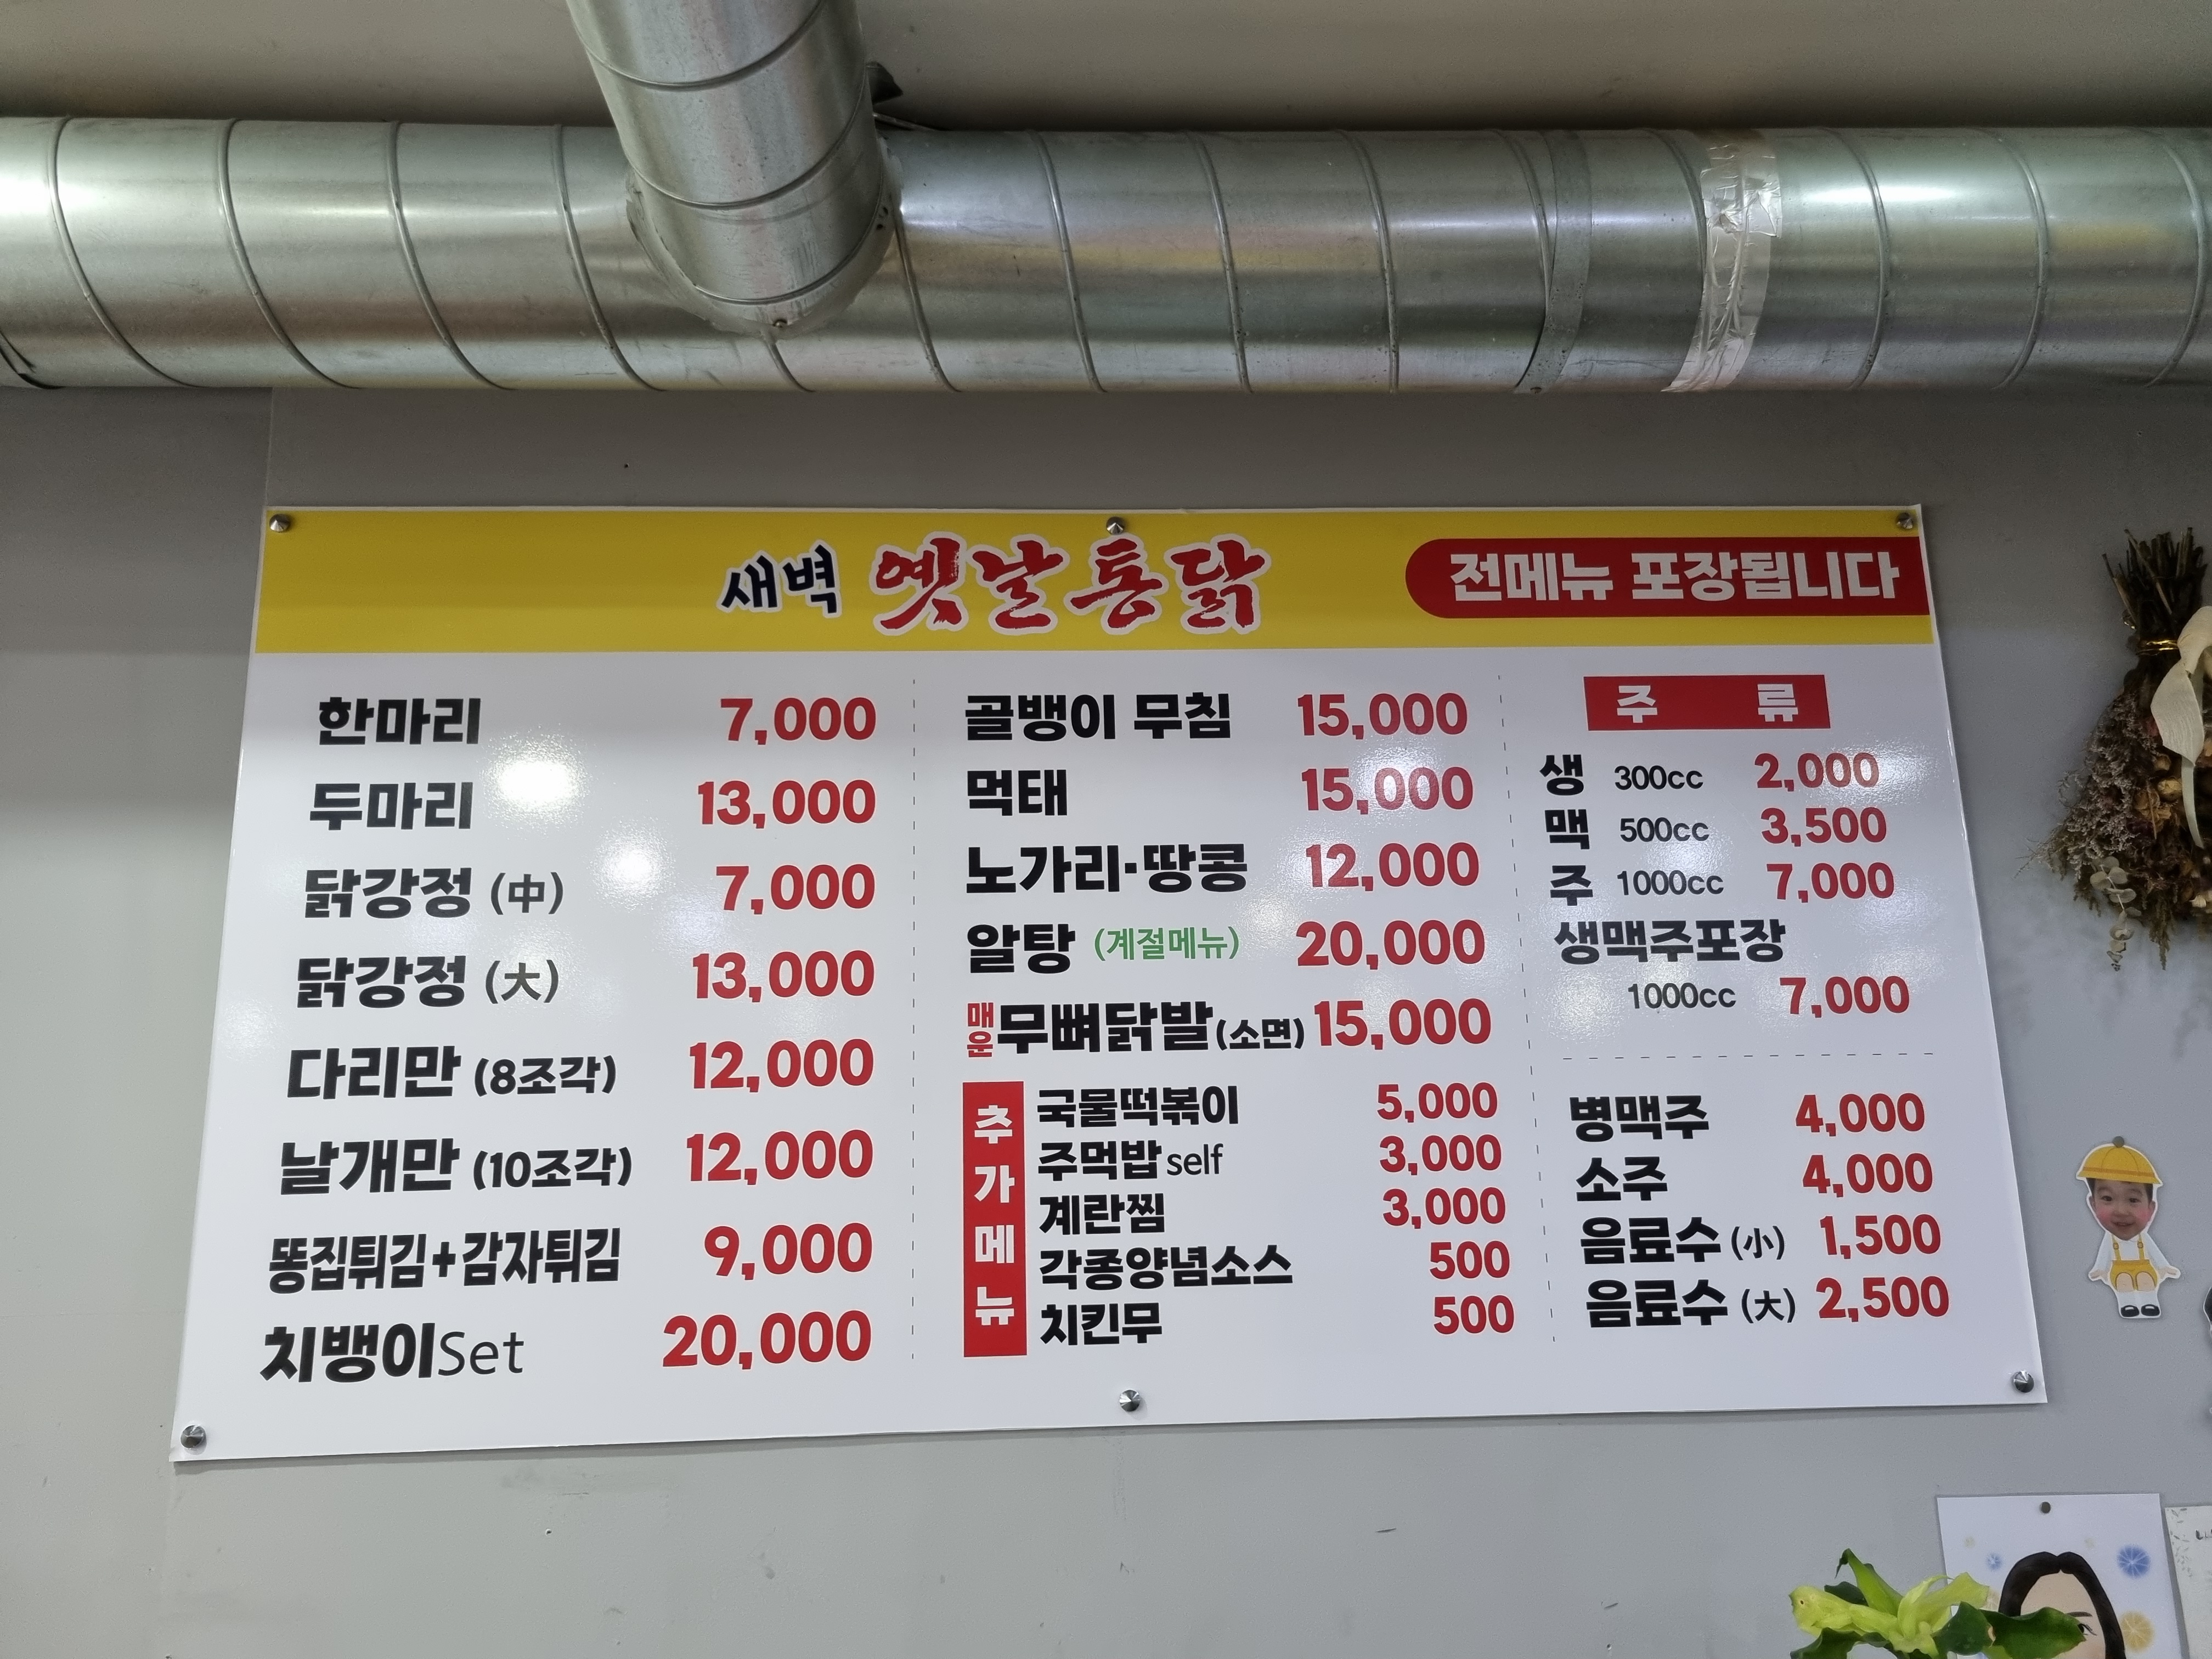 새벽 옛날통닭
전메뉴 포장됩니다
한마리 7,000
두마리 13,000
닭강정 (中) 7,000
닭강정 (大) 13,000
다리만 (8조각) 12,000
날개만 (10조각) 12,000
똥집튀김+감자튀김 9,000
치뱅이Set 20,000
골뱅이 무침 15,000
먹태 15,000
노가리·땅콩 12,000
알탕 (계절메뉴) 20,000
매운 무뼈닭발(소면) 15,000
추가메뉴
국물떡볶이 5,000
주먹밥self 3,000
계란찜 3,000
각종양념소스 500
치킨무 500
주 류
생맥주
300cc 2,000
500cc 3,500
1000cc 7,000
생맥주포장
1000cc 7,000
병맥주 4,000
소주 4,000
음료수 (小) 1,500
음료수 (大) 2,500